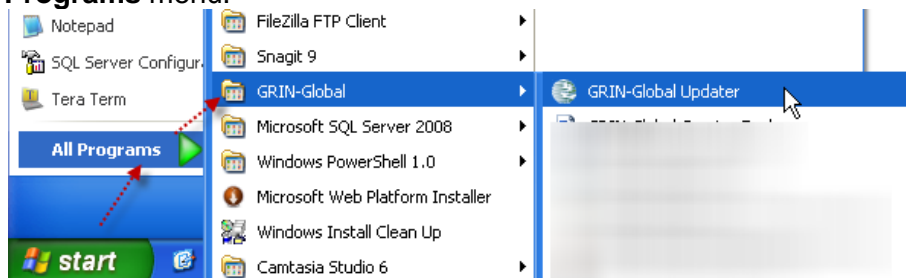 Programs menu.
Notepad
SQL Server Configur
Tera Term
All Programs
start
FileZilla FTP Client
Snagit 9
GRIN-Global
Microsoft SQL Server 2008
Windows PowerShell 1.0
Microsoft Web Platform Installer
Windows Install Clean Up
Camtasia Studio 6
GRIN-Global Updater